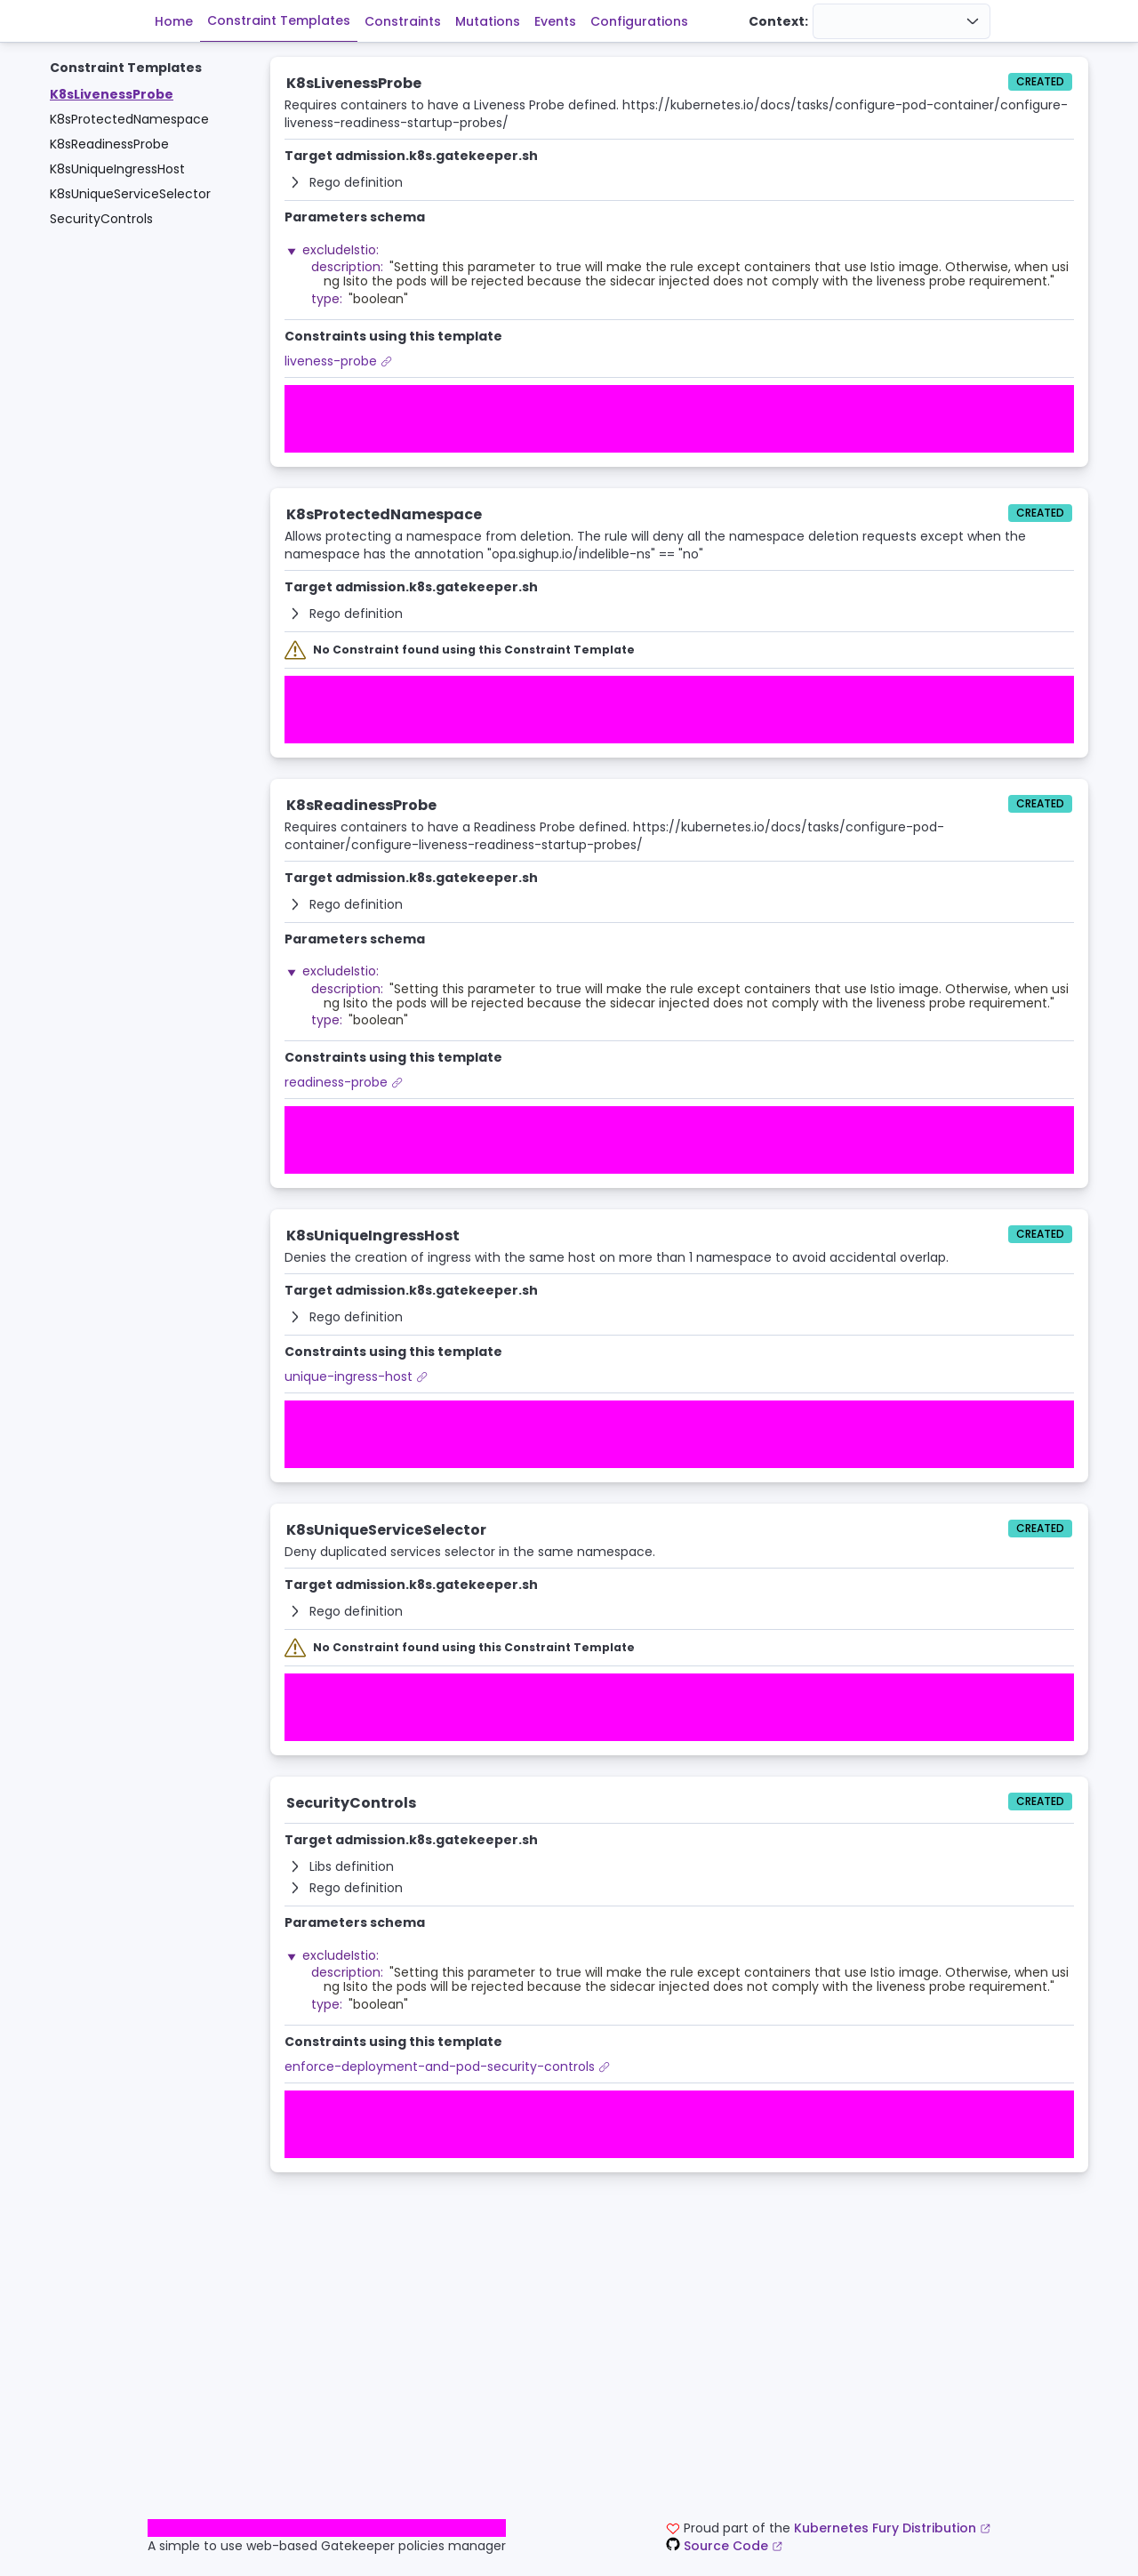 Home Constraint Templates Constraints Mutations Events Configurations Context:
Constraint Templates
K8sLivenessProbe
K8sProtectedNamespace
K8sReadinessProbe
K8sUniqueIngressHost
K8sUniqueServiceSelector
SecurityControls
K8sLivenessProbe CREATED
Requires containers to have a Liveness Probe defined. https://kubernetes.io/docs/tasks/configure-pod-container/configure-
liveness-readiness-startup-probes/
Target admission.k8s.gatekeeper.sh
Rego definition
Parameters schema
excludeIstio:
description: "Setting this parameter to true will make the rule except containers that use Istio image. Otherwise, when usi
ng Isito the pods will be rejected because the sidecar injected does not comply with the liveness probe requirement."
type: "boolean"
Constraints using this template
liveness-probe
K8sProtectedNamespace CREATED
Allows protecting a namespace from deletion. The rule will deny all the namespace deletion requests except when the
namespace has the annotation "opa.sighup.io/indelible-ns" == "no"
Target admission.k8s.gatekeeper.sh
Rego definition
No Constraint found using this Constraint Template
K8sReadinessProbe CREATED
Requires containers to have a Readiness Probe defined. https://kubernetes.io/docs/tasks/configure-pod-
container/configure-liveness-readiness-startup-probes/
Target admission.k8s.gatekeeper.sh
Rego definition
Parameters schema
excludeIstio:
description: "Setting this parameter to true will make the rule except containers that use Istio image. Otherwise, when usi
ng Isito the pods will be rejected because the sidecar injected does not comply with the liveness probe requirement."
type: "boolean"
Constraints using this template
readiness-probe
K8sUniqueIngressHost CREATED
Denies the creation of ingress with the same host on more than 1 namespace to avoid accidental overlap.
Target admission.k8s.gatekeeper.sh
Rego definition
Constraints using this template
unique-ingress-host
K8sUniqueServiceSelector CREATED
Deny duplicated services selector in the same namespace.
Target admission.k8s.gatekeeper.sh
Rego definition
No Constraint found using this Constraint Template
SecurityControls CREATED
Target admission.k8s.gatekeeper.sh
Libs definition
Rego definition
Parameters schema
excludeIstio:
description: "Setting this parameter to true will make the rule except containers that use Istio image. Otherwise, when usi
ng Isito the pods will be rejected because the sidecar injected does not comply with the liveness probe requirement."
type: "boolean"
Constraints using this template
enforce-deployment-and-pod-security-controls
A simple to use web-based Gatekeeper policies manager
Proud part of the Kubernetes Fury Distribution
Source Code